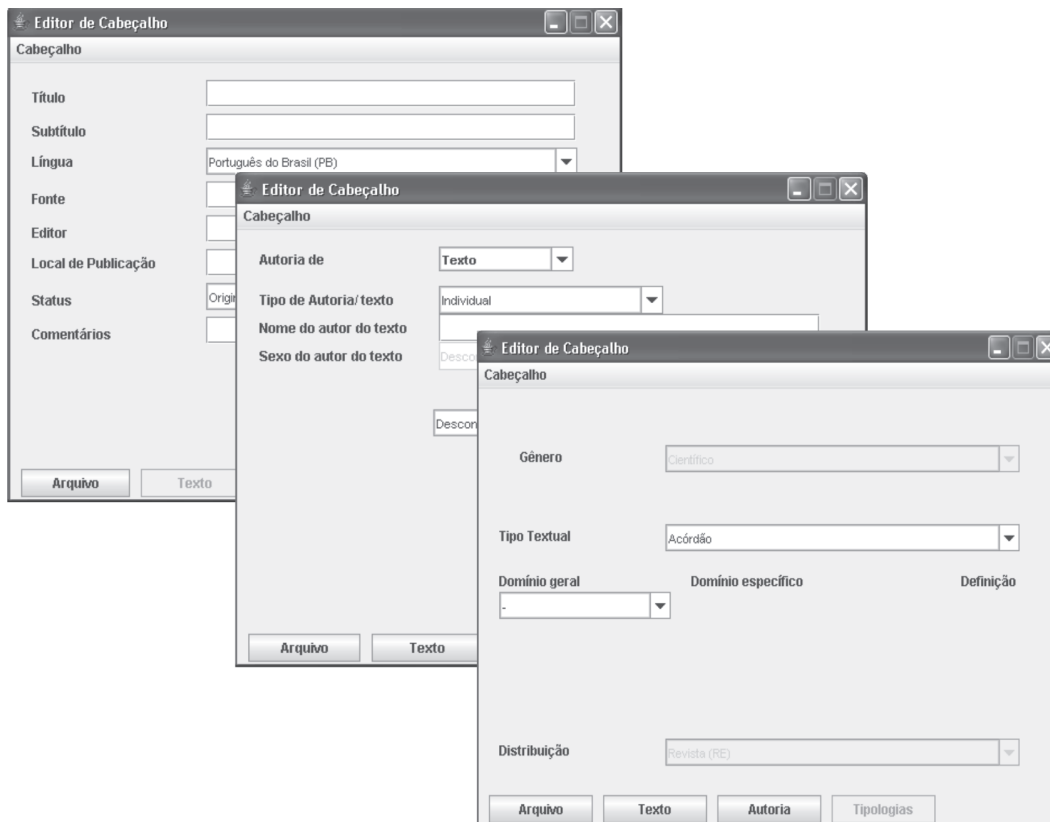 Editor de Cabeçalho
Cabeçalho
Título
Subtítulo
Língua Português do Brasil (PB)
Fonte
Editor
Local de Publicação
Status
Comentários
Arquivo Texto
Editor de Cabeçalho
Cabeçalho
Autoria de Texto
Tipo de Autoria/texto Individual
Nome do autor do texto
Sexo do autor do texto
Arquivo Texto
Editor de Cabeçalho
Cabeçalho
Gênero Científico
Tipo Textual Acórdão
Domínio geral Domínio específico Definição
-
Distribuição Revista (RE)
Arquivo Texto Autoria Tipologias